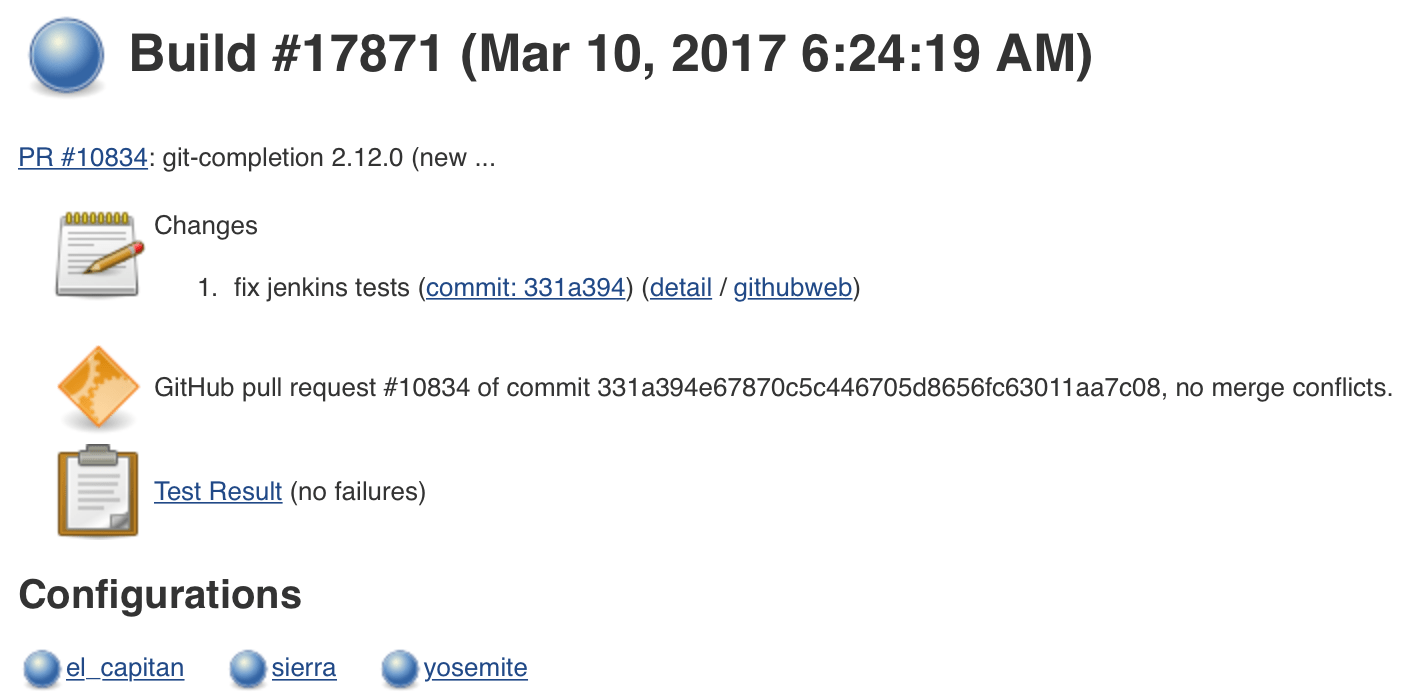 Build #17871 (Mar 10, 2017 6:24:19 AM)
PR #10834: git-completion 2.12.0 (new ...
Changes
1. fix jenkins tests (commit: 331a394) (detail / githubweb)
GitHub pull request #10834 of commit 331a394e67870c5c446705d8656fc63011aa7c08, no merge conflicts.
Test Result (no failures)
Configurations
el_capitan sierra yosemite